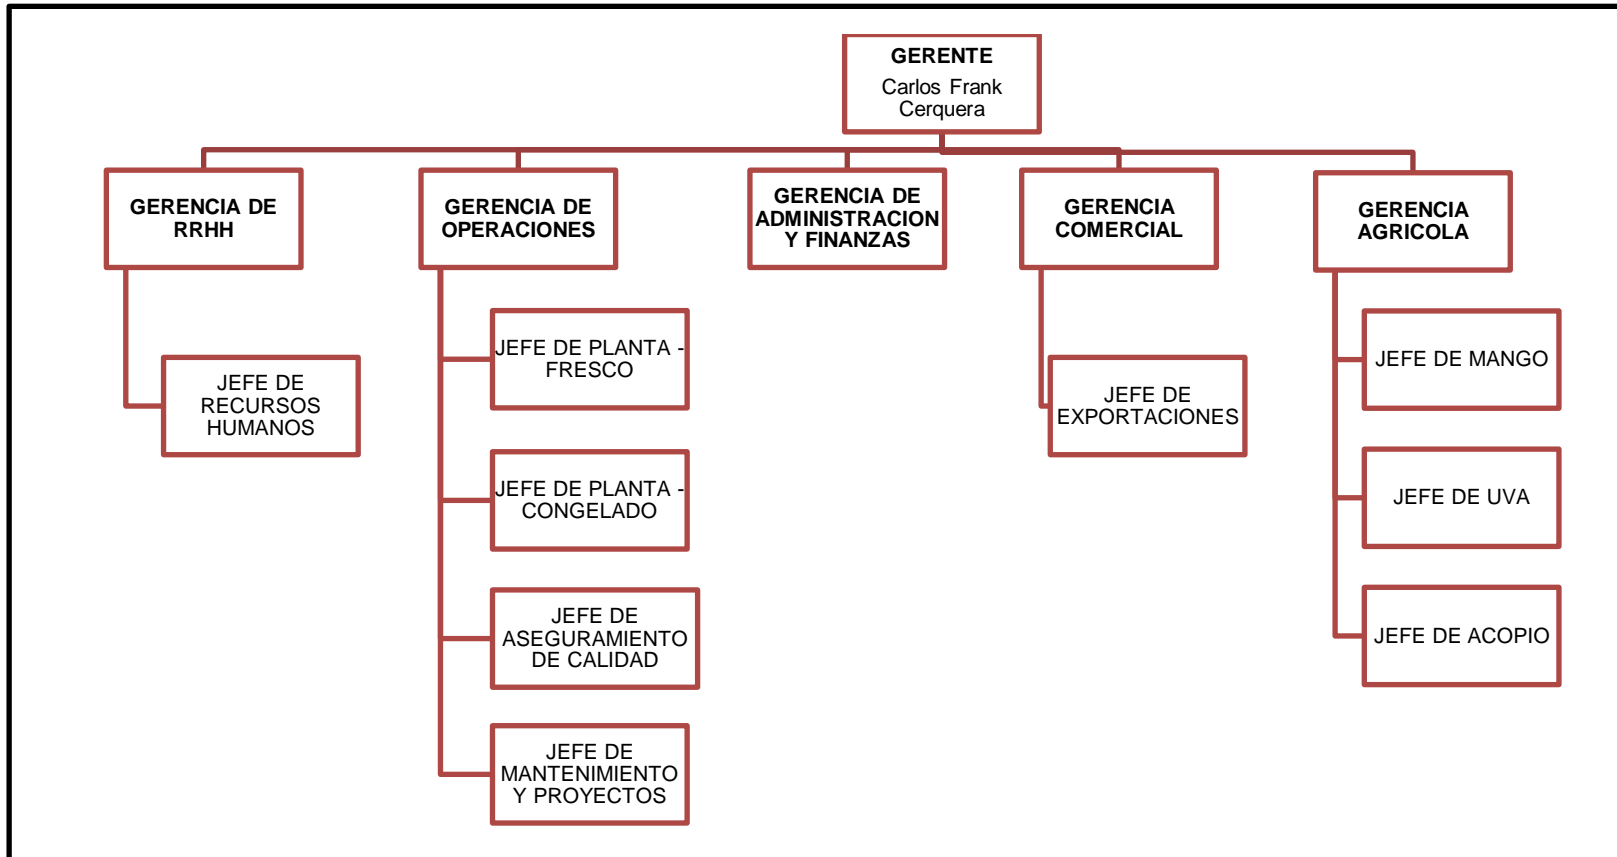 GERENTE
Carlos Frank
Cerquera
GERENCIA DE
RRHH
GERENCIA DE
OPERACIONES
GERENCIA DE
ADMINISTRACION
Y FINANZAS
GERENCIA
COMERCIAL
GERENCIA
AGRICOLA
JEFE DE
RECURSOS
HUMANOS
JEFE DE PLANTA -
FRESCO
JEFE DE PLANTA -
CONGELADO
JEFE DE
ASEGURAMIENTO
DE CALIDAD
JEFE DE
MANTENIMIENTO
Y PROYECTOS
JEFE DE
EXPORTACIONES
JEFE DE MANGO
JEFE DE UVA
JEFE DE ACOPIO